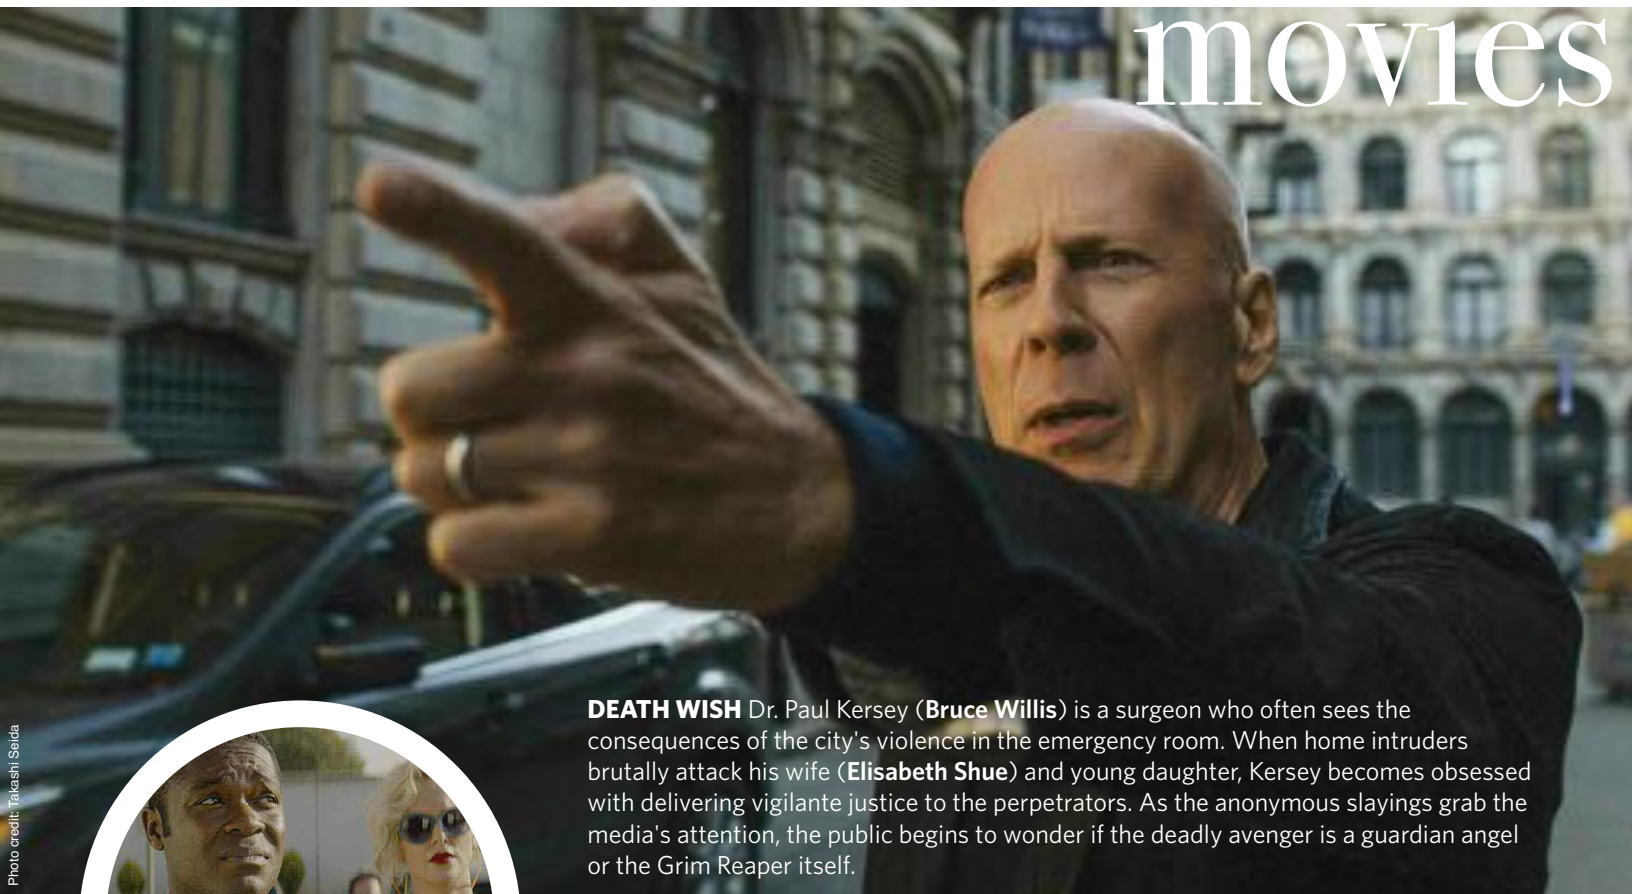 movies
DEATH WISH Dr. Paul Kersey (Bruce Willis) is a surgeon who often sees the
consequences of the city's violence in the emergency room. When home intruders
brutally attack his wife (Elisabeth Shue) and young daughter, Kersey becomes obsessed
with delivering vigilante justice to the perpetrators. As the anonymous slayings grab the
media's attention, the public begins to wonder if the deadly avenger is a guardian angel
or the Grim Reaper itself.
Photo credit: Takashi Seida